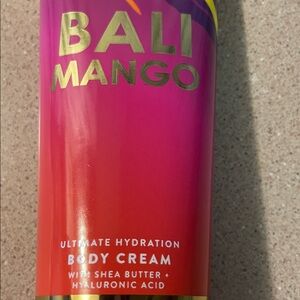 BALI
MANGO
ULTIMATE HYDRATION
BODY CREAM
WITH SHEA BUTTER +
HYALURONIC ACID